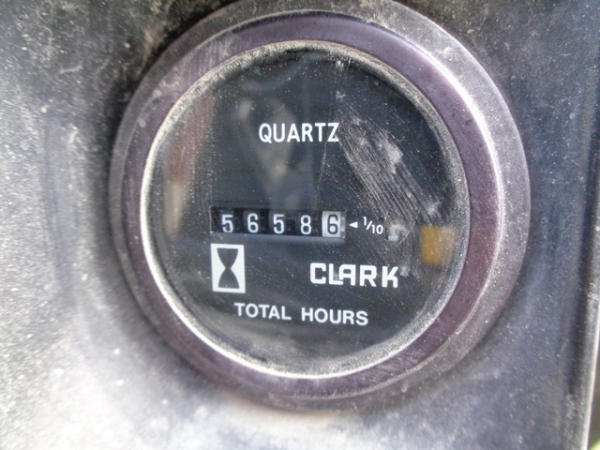 QUARTZ
56586 ◄ 1/10
CLARK
TOTAL HOURS